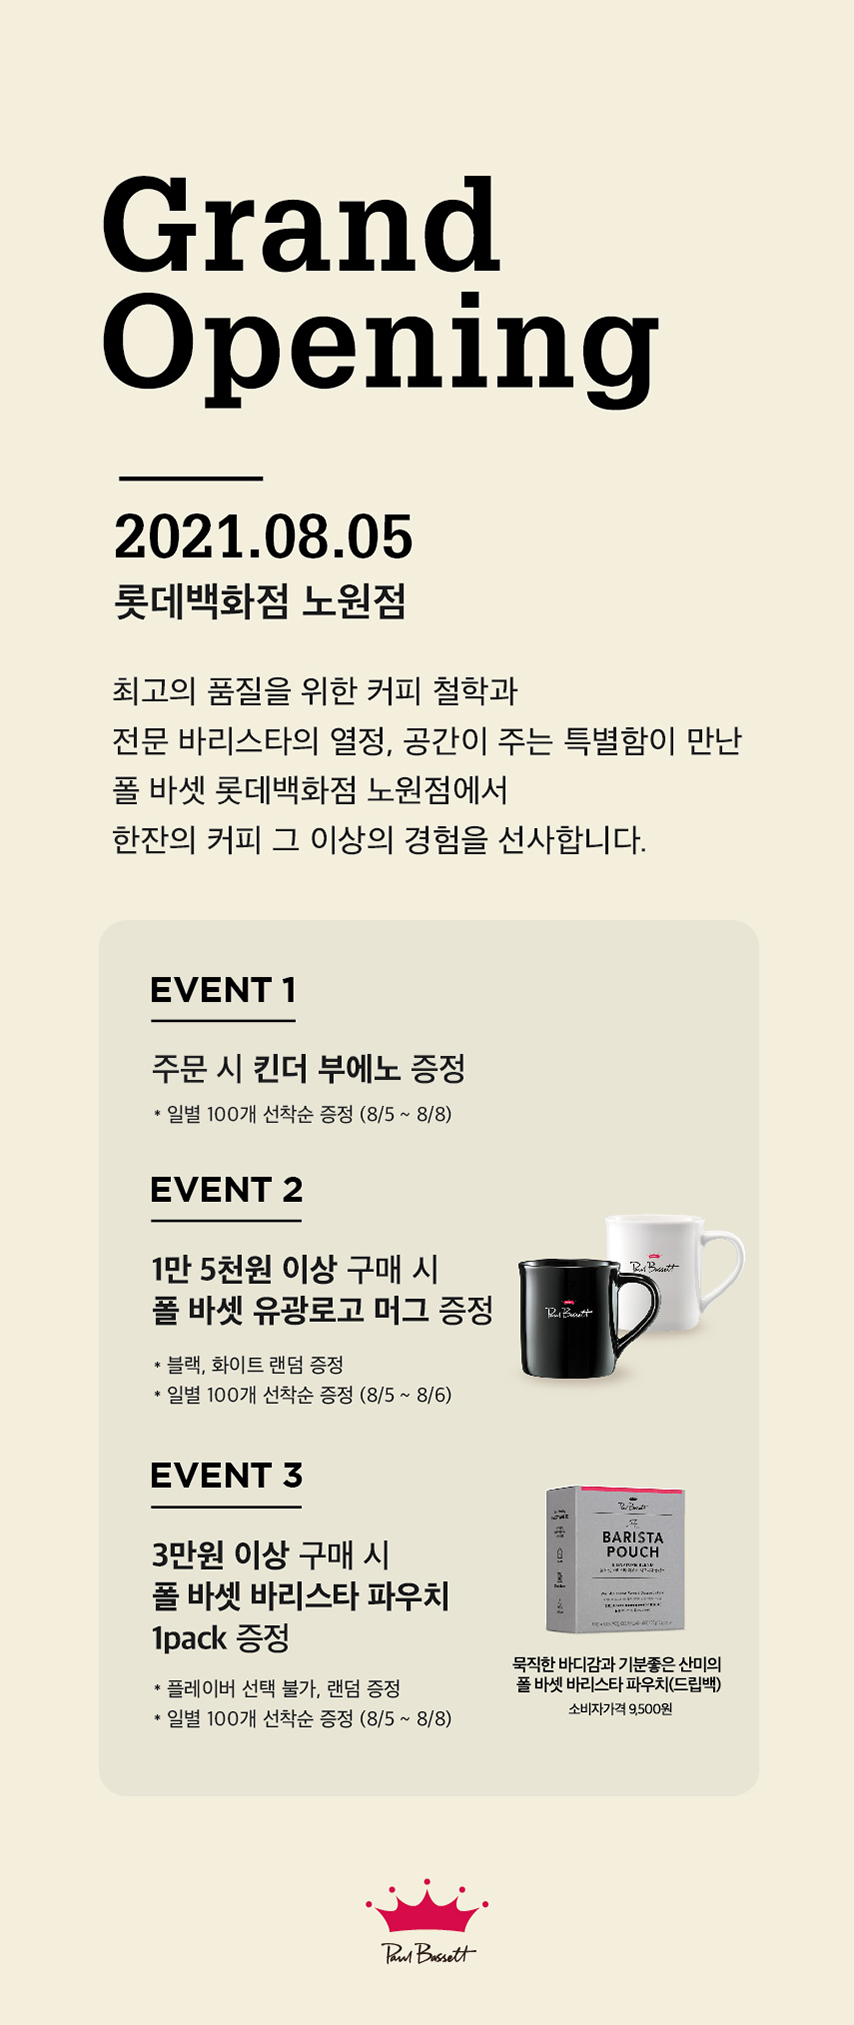 Grand
Opening
2021.08.05
롯데백화점 노원점
최고의 품질을 위한 커피 철학과
전문 바리스타의 열정, 공간이 주는 특별함이 만난
폴 바셋 롯데백화점 노원점에서
한잔의 커피 그 이상의 경험을 선사합니다.
EVENT 1
주문 시 킨더 부에노 증정
* 일별 100개 선착순 증정 (8/5 ~ 8/8)
EVENT 2
1만 5천원 이상 구매 시
폴 바셋 유광로고 머그 증정
* 블랙, 화이트 랜덤 증정
* 일별 100개 선착순 증정 (8/5 ~ 8/6)
Paul Bassett
Paul Bassett
EVENT 3
3만원 이상 구매 시
폴 바셋 바리스타 파우치
1pack 증정
* 플레이버 선택 불가, 랜덤 증정
* 일별 100개 선착순 증정 (8/5 ~ 8/8)
Paul Bassett
BARISTA
POUCH
묵직한 바디감과 기분좋은 산미의
폴 바셋 바리스타 파우치(드립백)
소비자가격 9,500원
Paul Bassett